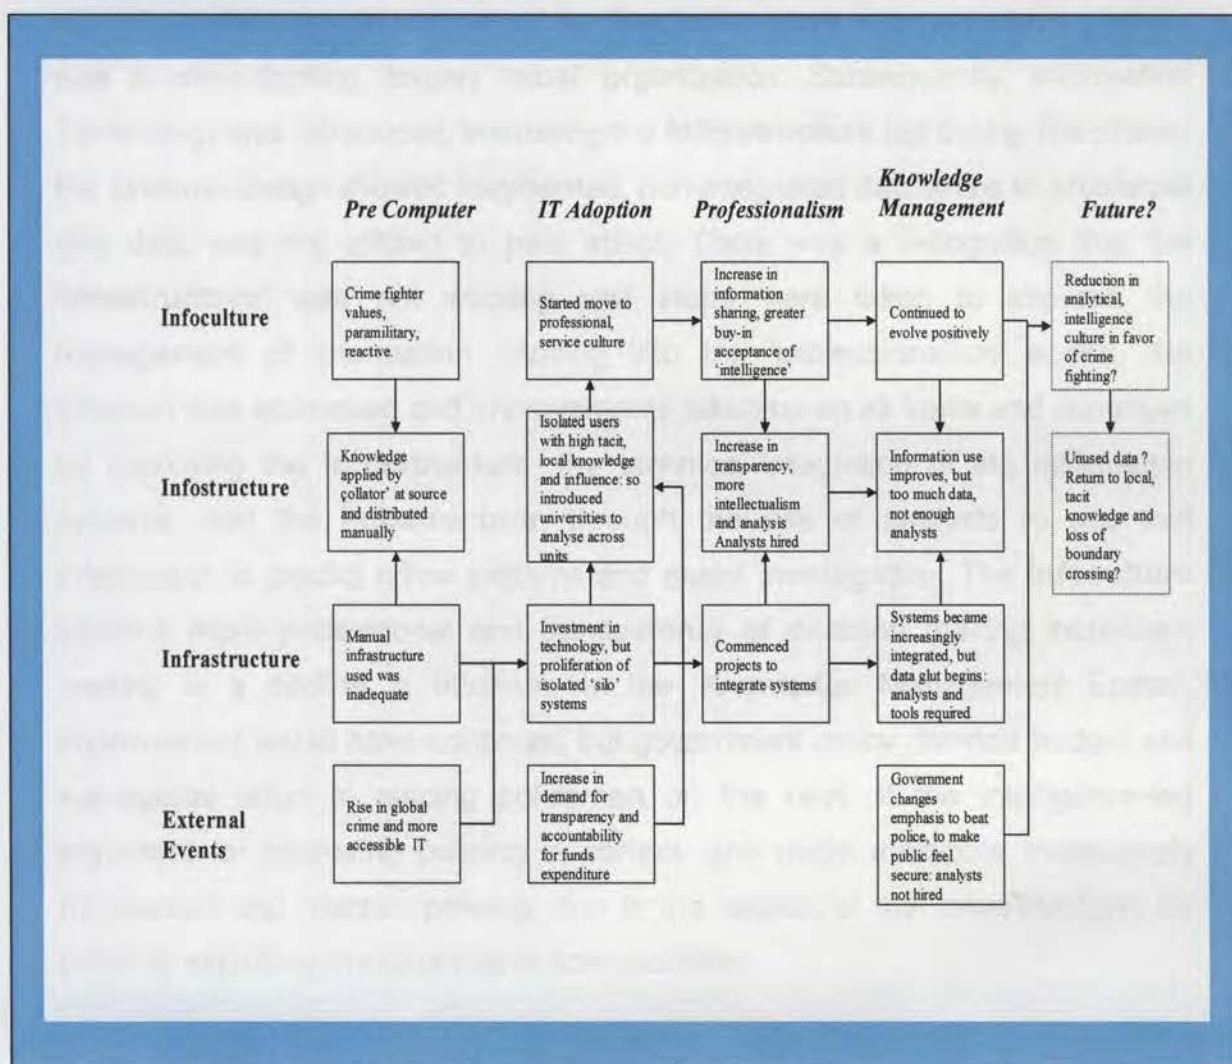 Pre Computer
IT Adoption
Professionalism
Knowledge
Management
Future?
Infoculture
Crime fighter
values,
paramilitary,
reactive.
Started move to
professional,
service culture
Increase in
information
sharing, greater
buy-in
acceptance of
'intelligence'
Continued to
evolve positively
Reduction in
analytical,
intelligence
culture in favor
of crime
fighting?
Infostructure
Knowledge
applied by
çollator' at source
and distributed
manually
Isolated users
with high tacit,
local knowledge
and influence: so
introduced
universities to
analyse across
units
Increase in
transparency,
more
intellectualism
and analysis
Analysts hired
Information use
improves, but
too much data,
not enough
analysts
Unused data ?
Return to local,
tacit
knowledge and
loss of
boundary
crossing?
Infrastructure
Manual
infrastructure
used was
inadequate
Investment in
technology, but
proliferation of
isolated 'silo'
systems
Commenced
projects to
integrate systems
Systems became
increasingly
integrated, but
data glut begins:
analysts and
tools required
External
Events
Rise in global
crime and more
accessible IT
Increase in
demand for
transparency and
accountability
for funds
expenditure
Government
changes
emphasis to beat
police, to make
public feel
secure: analysts
not hired